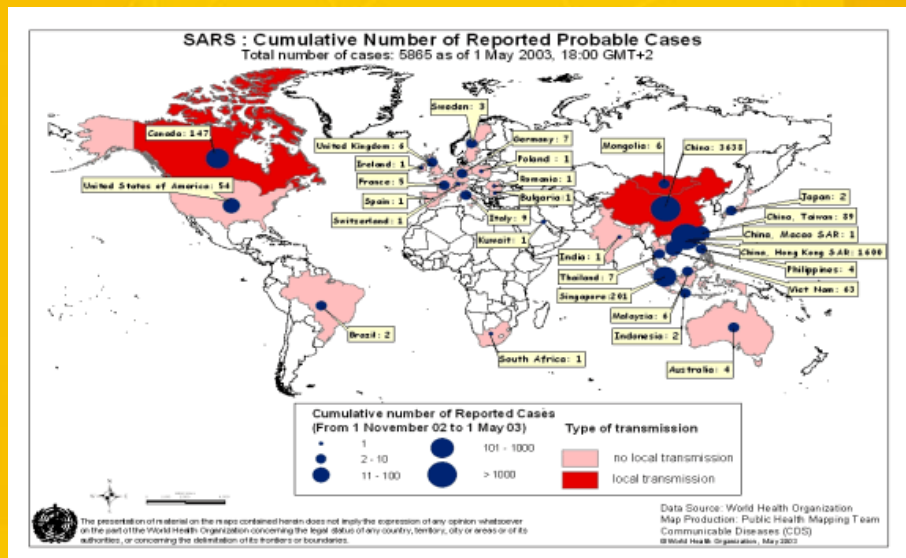 SARS : Cumulative Number of Reported Probable Cases
Total number of cases: 5865 as of 1 May 2003, 18:00 GMT+2
Sweden: 3
Canada: 147
United Kingdom: 6
Germany: 7
Mongolia: 6
China: 3638
Ireland: 1
Poland: 1
United States of America: 54
France: 5
Romania: 1
Spain: 1
Bulgaria: 1
Japan: 2
Switzerland: 1
Italy: 9
China, Taiwan: 89
Kuwait: 1
China, Macao SAR: 1
India: 1
China, Hong Kong SAR: 1600
Thailand: 7
Philippines: 4
Singapore: 201
Viet Nam: 63
Malaysia: 6
Brazil: 2
Indonesia: 2
South Africa: 1
Australia: 4
Cumulative number of Reported Cases
(From 1 November 02 to 1 May 03)
1
2 - 10
11 - 100
101 - 1000
> 1000
Type of transmission
no local transmission
local transmission
The presentation of material on the maps contained herein does not imply the expression of any opinion whatsoever
on the part of the World Health Organization concerning the legal status of any country, territory, city or areas or of its
authorities, or concerning the delimitation of its frontiers or boundaries.
Data Source: World Health Organization
Map Production: Public Health Mapping Team
Communicable Diseases (CDS)
© World Health Organization, May 2003